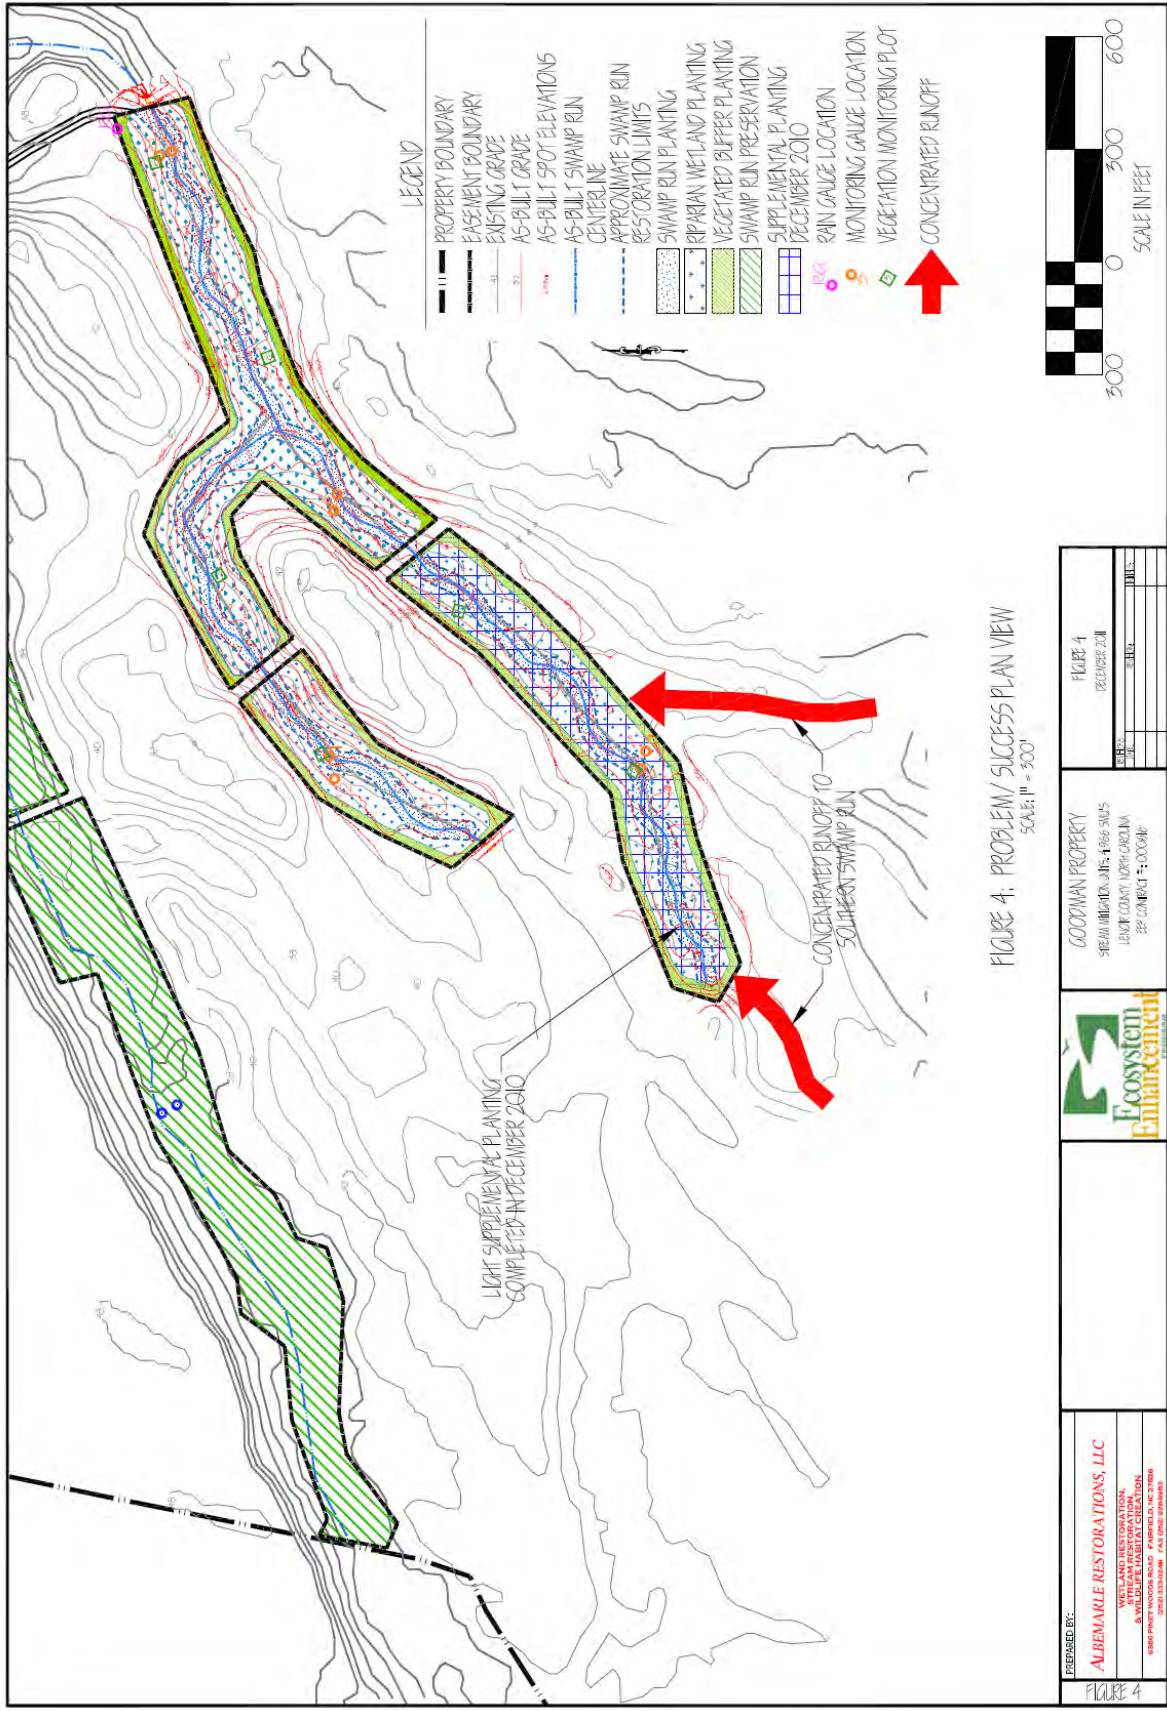 LEGEND
PROPERTY BOUNDARY
EASEMENT BOUNDARY
EXISTING GRADE
AS-BUILT GRADE
AS-BUILT SPOT ELEVATIONS
AS-BUILT SWAMP RUN
CENTERLINE
APPROXIMATE SWAMP RUN
RESTORATION LIMITS
SWAMP RUN PLANTING
RIPARIAN WETLAND PLANTING
VEGETATED BUFFER PLANTING
SWAMP RUN PRESERVATION
SUPPLEMENTAL PLANTING
DECEMBER 2010
RAIN GAUGE LOCATION
MONITORING GAUGE LOCATION
VEGETATION MONITORING PLOT
CONCENTRATED RUNOFF
RG
LIGHT SUPPLEMENTAL PLANTING
COMPLETED IN DECEMBER 2010
CONCENTRATED RUNOFF TO
SOUTHERN SWAMP RUN
300 0 300 600
SCALE IN FEET
FIGURE 4: PROBLEM/ SUCCESS PLAN VIEW
SCALE: 1" = 300'
PREPARED BY:
ALBEMARLE RESTORATIONS, LLC
WETLAND RESTORATION,
STREAM RESTORATION,
& WILDLIFE HABITAT CREATION
Ecosystem
Enhancement
PROGRAM
GOODMAN PROPERTY
LENOIR COUNTY, NORTH CAROLINA
FIGURE 4
DECEMBER 2011
FIGURE 4